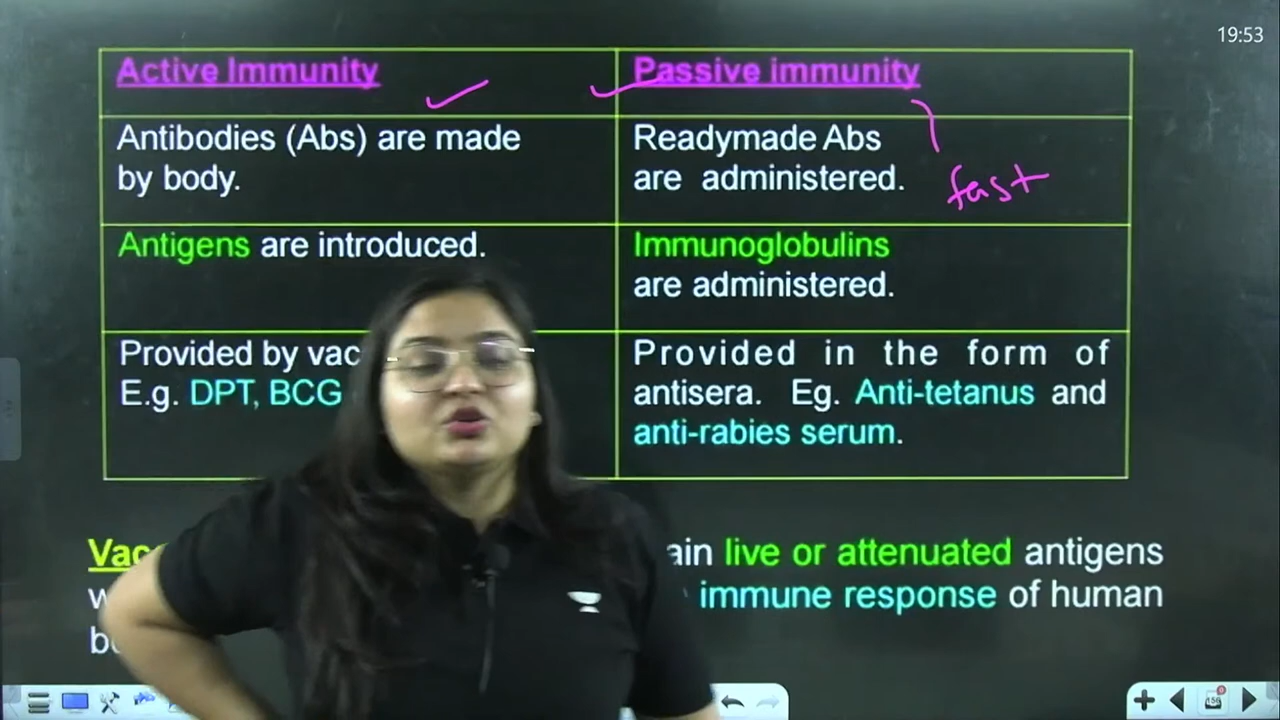 19:53
Active Immunity
Passive immunity
Antibodies (Abs) are made
by body.
Readymade Abs
are administered.
fast
Antigens are introduced.
Immunoglobulins
are administered.
Provided by vac
E.g. DPT, BCG
Provided in the form of
antisera. Eg. Anti-tetanus and
anti-rabies serum.
ain live or attenuated antigens
immune response of human